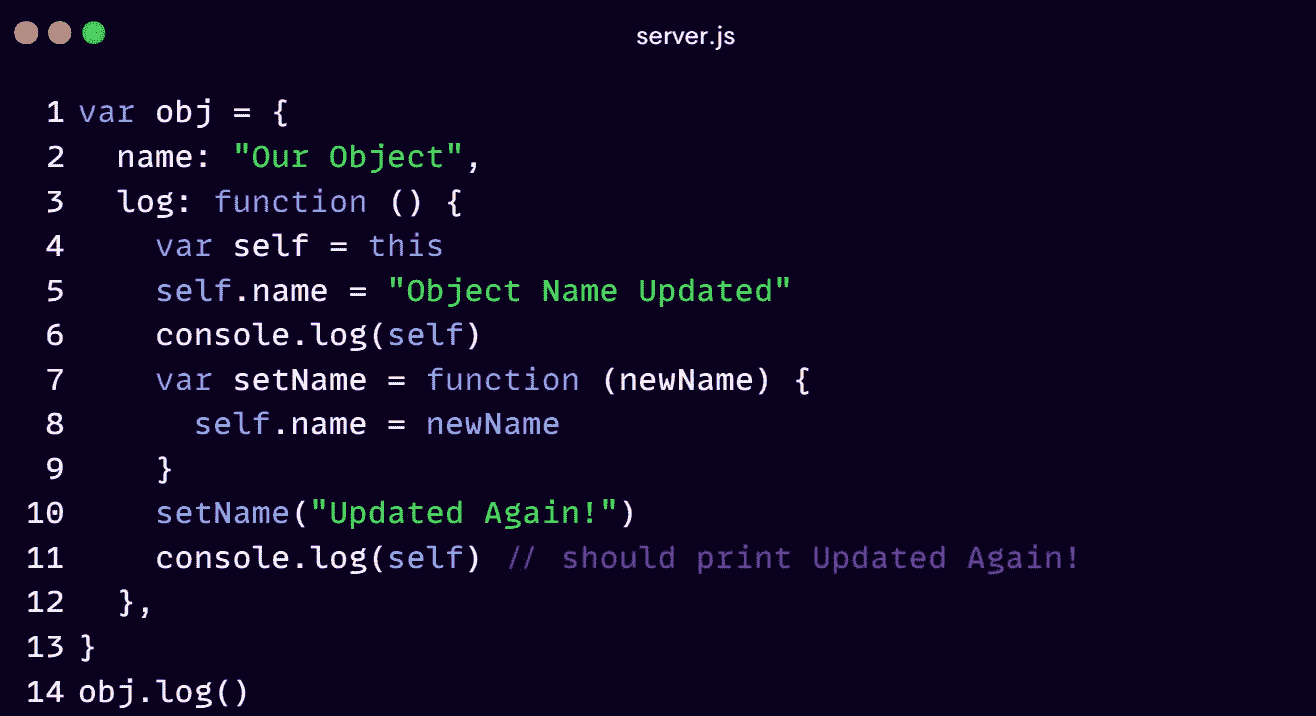 server.js
1 var obj = {
2   name: "Our Object",
3   log: function () {
4     var self = this
5     self.name = "Object Name Updated"
6     console.log(self)
7     var setName = function (newName) {
8       self.name = newName
9     }
10     setName("Updated Again!")
11     console.log(self) // should print Updated Again!
12   },
13 }
14 obj.log()